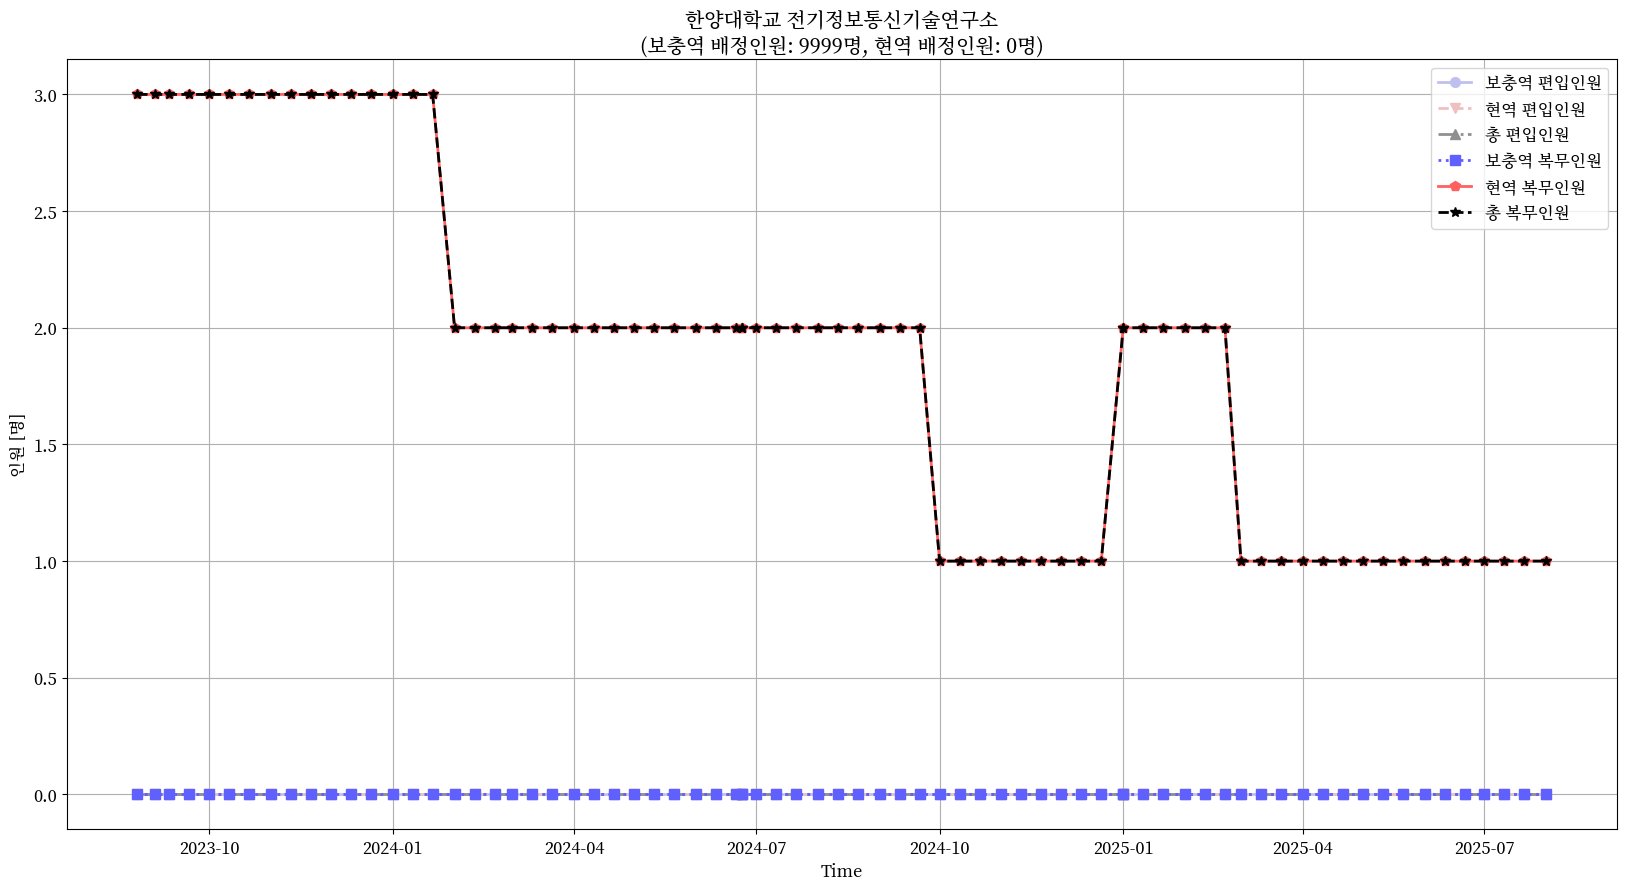 한양대학교 전기정보통신기술연구소
(보충역 배정인원: 9999명, 현역 배정인원: 0명)
보충역 편입인원
현역 편입인원
총 편입인원
보충역 복무인원
현역 복무인원
총 복무인원
인원 [명]
3.0
2.5
2.0
1.5
1.0
0.5
0.0
2023-10
2024-01
2024-04
2024-07
2024-10
2025-01
2025-04
2025-07
Time